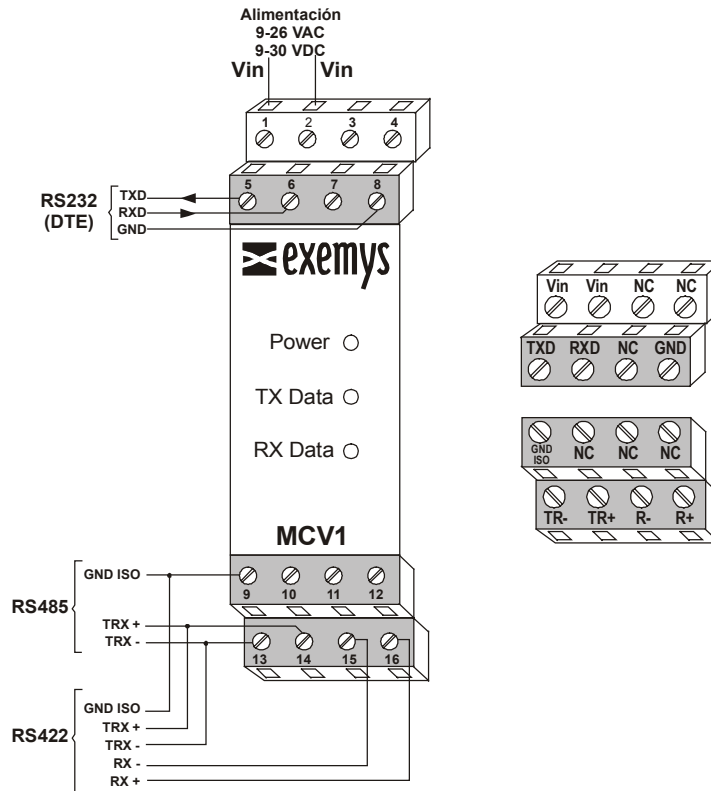 Alimentación
9-26 VAC
9-30 VDC
Vin Vin
1 2 3 4
5 6 7 8
RS232
(DTE)
TXD
RXD
GND
exemys
Power
TX Data
RX Data
MCV1
9 10 11 12
13 14 15 16
RS485
GND ISO
TRX +
TRX -
RS422
GND ISO
TRX +
TRX -
RX -
RX +
Vin Vin NC NC
TXD RXD NC GND
GND ISO NC NC NC
TR- TR+ R- R+